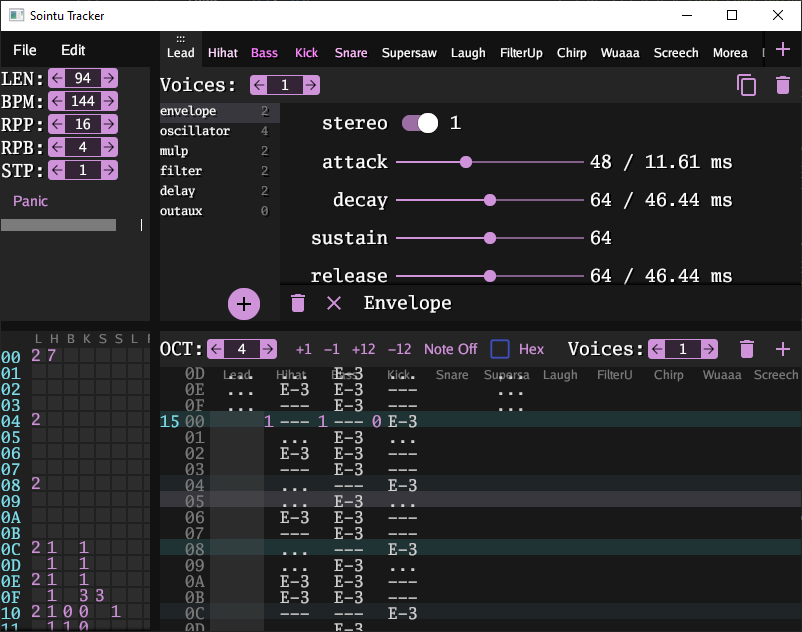 Sointu Tracker
File Edit
Lead Hihat Bass Kick Snare Supersaw Laugh FilterUp Chirp Wuaaa Screech Morea
LEN: 94
BPM: 144
RPP: 16
RPB: 4
STP: 1
Panic
Voices: 1
envelope 2
oscillator 4
mulp 2
filter 2
delay 2
outaux 0
stereo 1
attack 48 / 11.61 ms
decay 64 / 46.44 ms
sustain 64
release 64 / 46.44 ms
Envelope
L H B K S S L F
00 2 7
01
02
03
04 2
05
06
07
08 2
09
0A
0B
0C 2 1 1
0D 1 1
0E 2 1 1
0F 1 3 3
10 2 1 0 0 1
11 1 1 0
OCT: 4 +1 -1 +12 -12 Note Off Hex Voices: 1
Lead Hihat Bass Kick Snare Supersa Laugh FilterU Chirp Wuaaa Screech
0D ... ... E-3 ... ...
0E ... E-3 E-3 --- ...
0F ... --- E-3 --- ...
15 00 1 --- 1 --- 0 E-3
01 ... E-3 ...
02 E-3 E-3 ---
03 --- E-3 ---
04 ... --- E-3
05 ... E-3 ...
06 E-3 E-3 ---
07 --- E-3 ---
08 ... --- E-3
09 ... E-3 ...
0A E-3 E-3 ---
0B E-3 E-3 ---
0C --- --- E-3
0D E-3